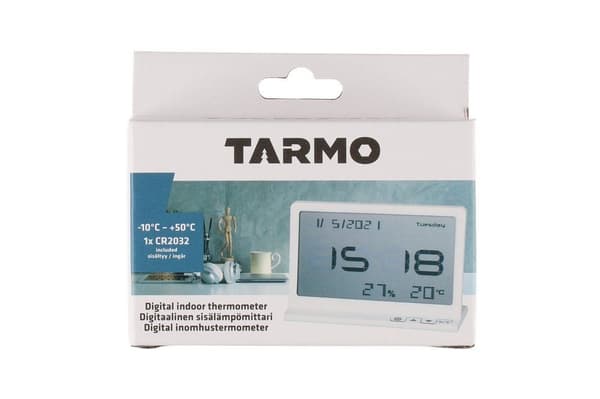 TARMO
-10°C – +50°C
1x CR2032
included
sisältyy / ingår
1/ 5/2021 Tuesday
15 18
27% 20°C
Digital indoor thermometer
Digitaalinen sisälämpömittari
Digital inomhustermometer